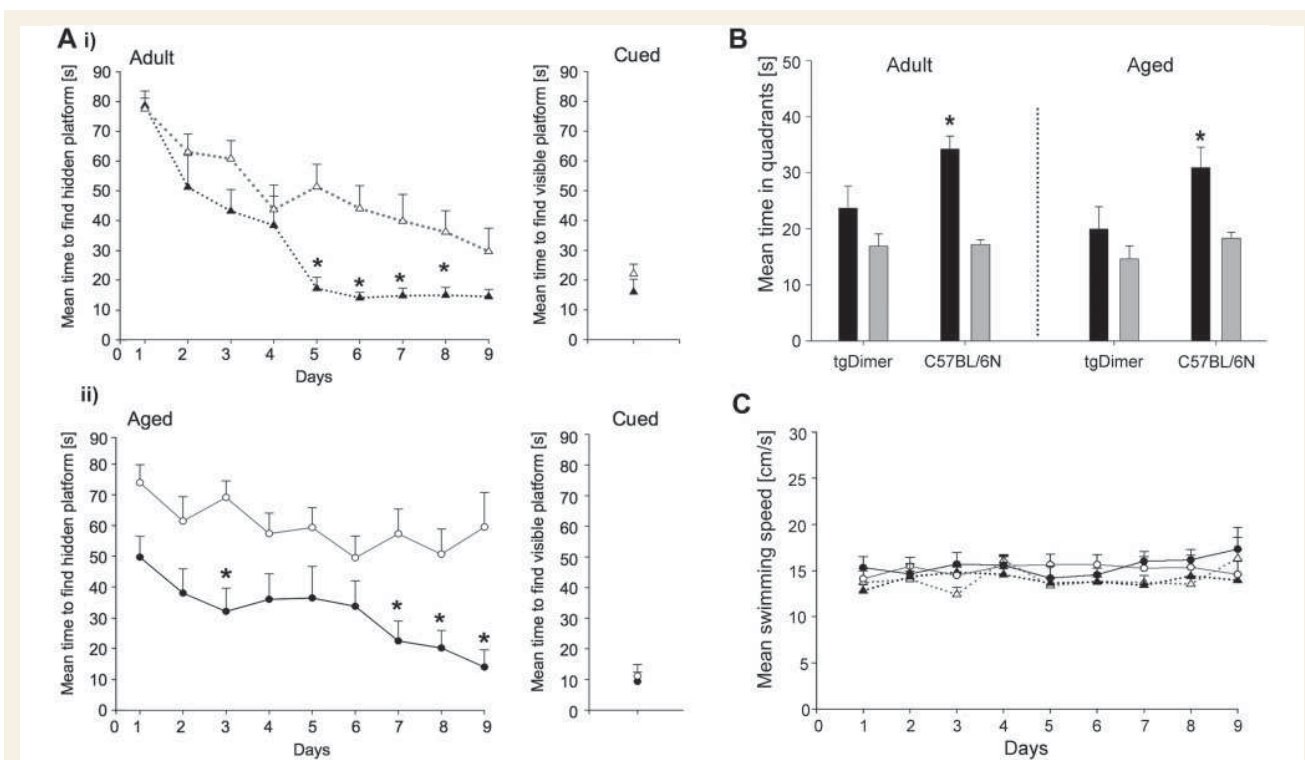 A i)
Adult
Cued
Mean time to find hidden platform [s]
90
80
70
60
50
40
30
20
10
0
* * * *
0 1 2 3 4 5 6 7 8 9
Days
Mean time to find visible platform [s]
90
80
70
60
50
40
30
20
10
0
B
Adult
Aged
Mean time in quadrants [s]
50
40
30
20
10
0
* *
tgDimer C57BL/6N tgDimer C57BL/6N
ii)
Aged
Cued
Mean time to find hidden platform [s]
90
80
70
60
50
40
30
20
10
0
* * * *
0 1 2 3 4 5 6 7 8 9
Days
Mean time to find visible platform [s]
90
80
70
60
50
40
30
20
10
0
C
Mean swimming speed [cm/s]
30
25
20
15
10
5
0
0 1 2 3 4 5 6 7 8 9
Days